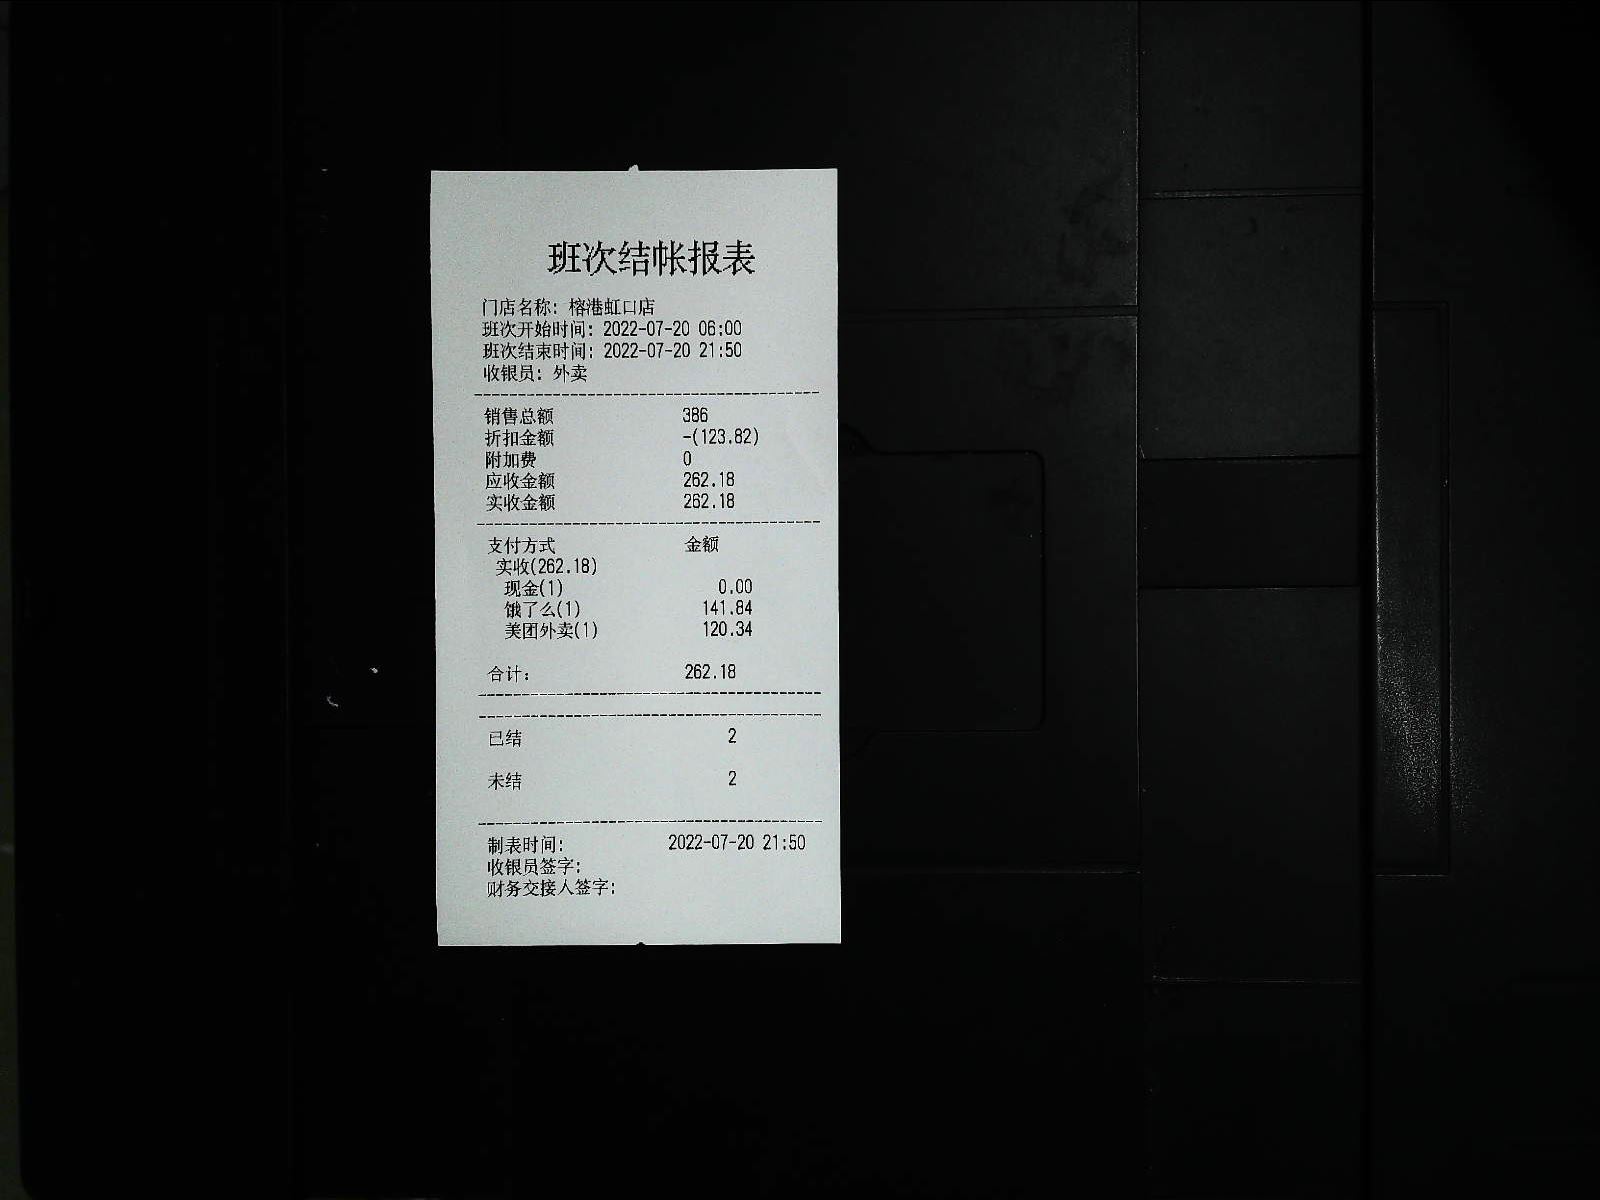 班次结帐报表
门店名称: 榕港虹口店
班次开始时间: 2022-07-20 06:00
班次结束时间: 2022-07-20 21:50
收银员: 外卖
销售总额 386
折扣金额 -(123.82)
附加费 0
应收金额 262.18
实收金额 262.18
支付方式 金额
实收(262.18)
现金(1) 0.00
饿了么(1) 141.84
美团外卖(1) 120.34
合计: 262.18
已结 2
未结 2
制表时间: 2022-07-20 21:50
收银员签字:
财务交接人签字: